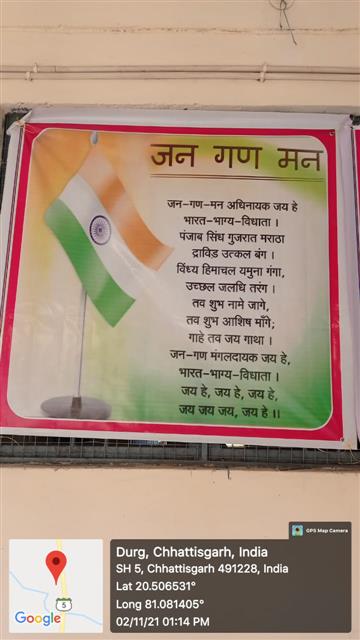 जन गण मन
जन-गण-मन अधिनायक जय हे
भारत-भाग्य-विधाता ।
पंजाब सिंध गुजरात मराठा
द्राविड़ उत्कल बंग ।
विंध्य हिमाचल यमुना गंगा,
उच्छल जलधि तरंग ।
तव शुभ नामे जागे,
तव शुभ आशिष माँगे;
गाहे तव जय गाथा ।
जन-गण मंगलदायक जय हे,
भारत-भाग्य-विधाता ।
जय हे, जय हे, जय हे,
जय जय जय, जय हे ।।
GPS Map Camera
Durg, Chhattisgarh, India
SH 5, Chhattisgarh 491228, India
Lat 20.506531°
Long 81.081405°
02/11/21 01:14 PM
5
Google